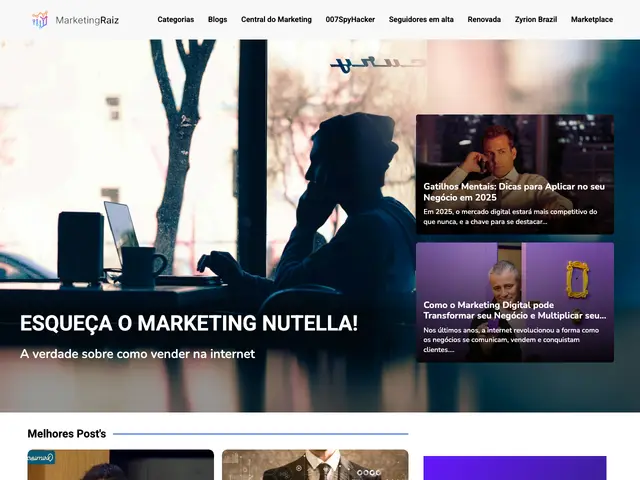 MarketingRaiz
Categorias
Blogs
Central do Marketing
007SpyHacker
Seguidores em alta
Renovada
Zyrion Brazil
Marketplace
ESQUEÇA O MARKETING NUTELLA!
A verdade sobre como vender na internet
Gatilhos Mentais: Dicas para Aplicar no seu
Negócio em 2025
Em 2025, o mercado digital estará mais competitivo do
que nunca, e a chave para se destacar...
Como o Marketing Digital pode
Transformar seu Negócio e Multiplicar seu...
Nos últimos anos, a internet revolucionou a forma como
os negócios se comunicam, vendem e conquistam
clientes....
Melhores Post's